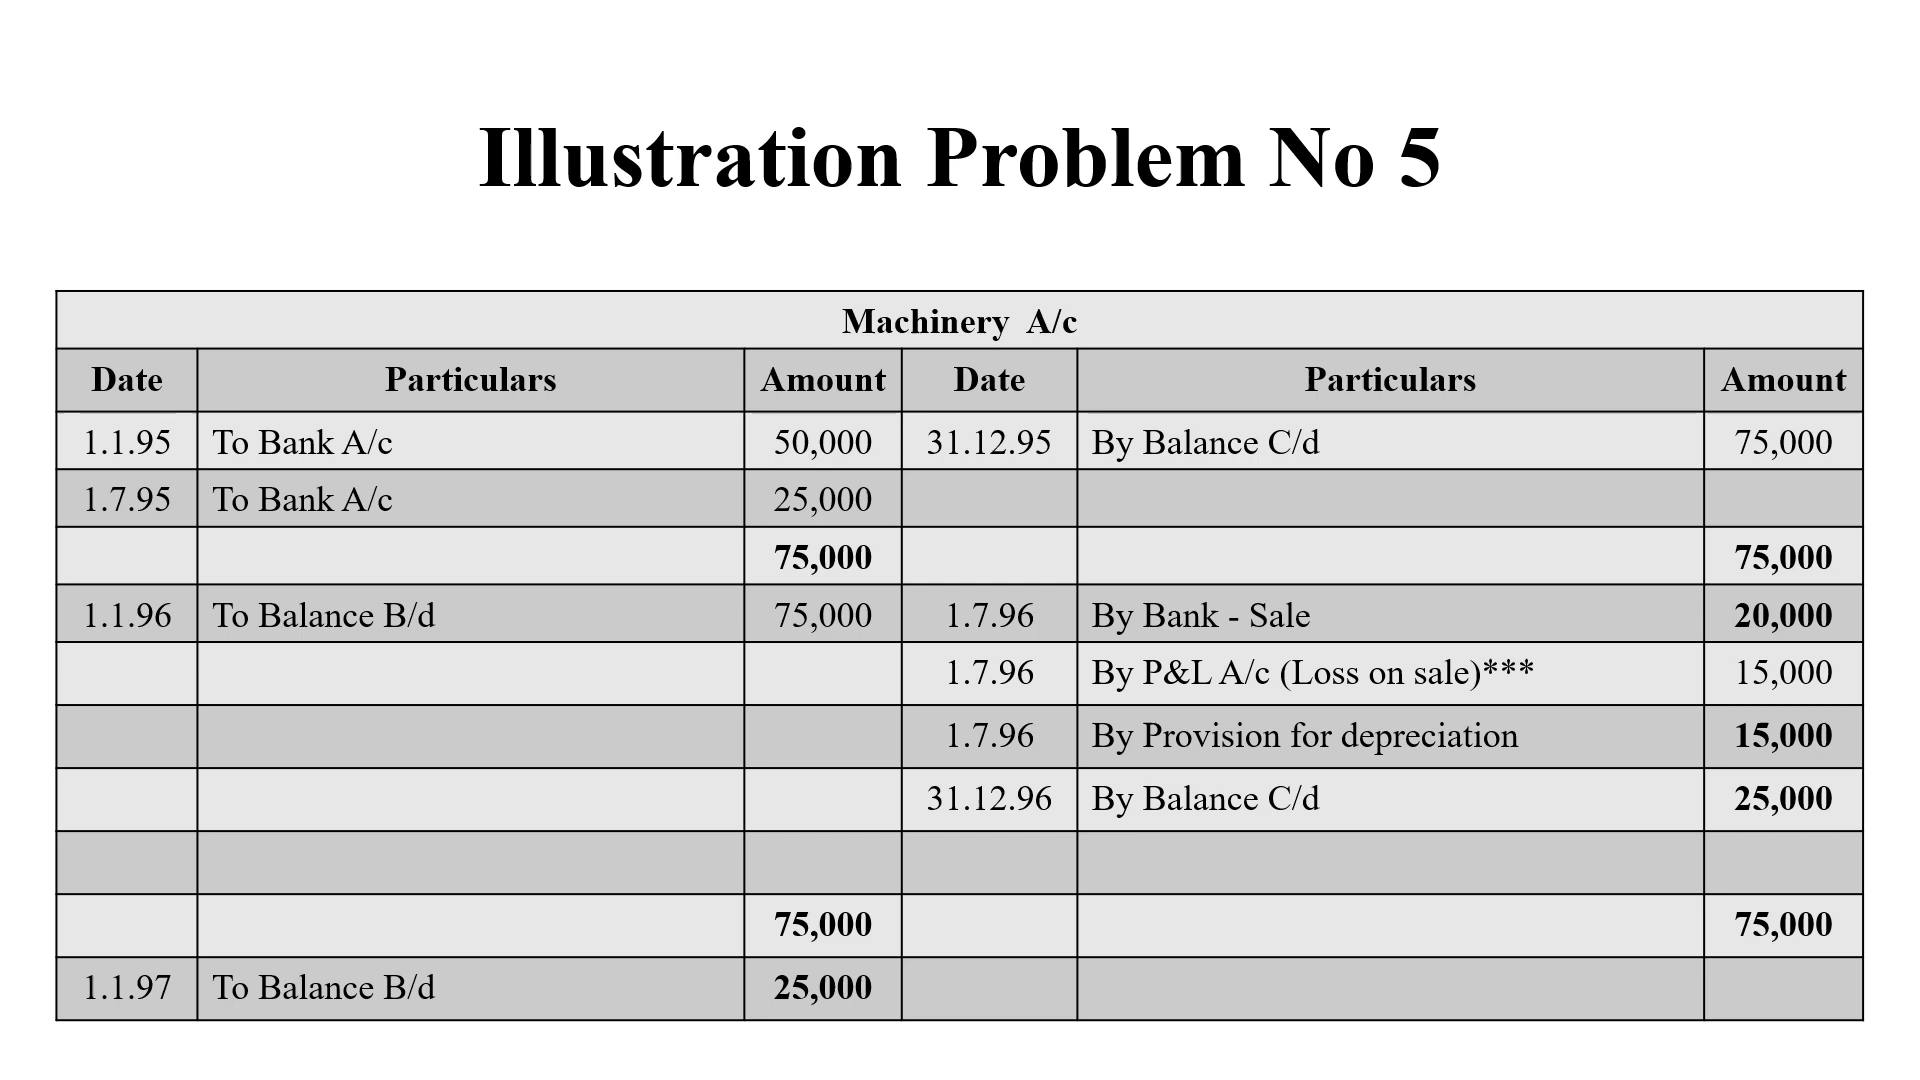 Illustration Problem No 5
Machinery A/c
Date Particulars Amount Date Particulars Amount
1.1.95 To Bank A/c 50,000 31.12.95 By Balance C/d 75,000
1.7.95 To Bank A/c 25,000
75,000 75,000
1.1.96 To Balance B/d 75,000 1.7.96 By Bank - Sale 20,000
1.7.96 By P&L A/c (Loss on sale)*** 15,000
1.7.96 By Provision for depreciation 15,000
31.12.96 By Balance C/d 25,000
75,000 75,000
1.1.97 To Balance B/d 25,000